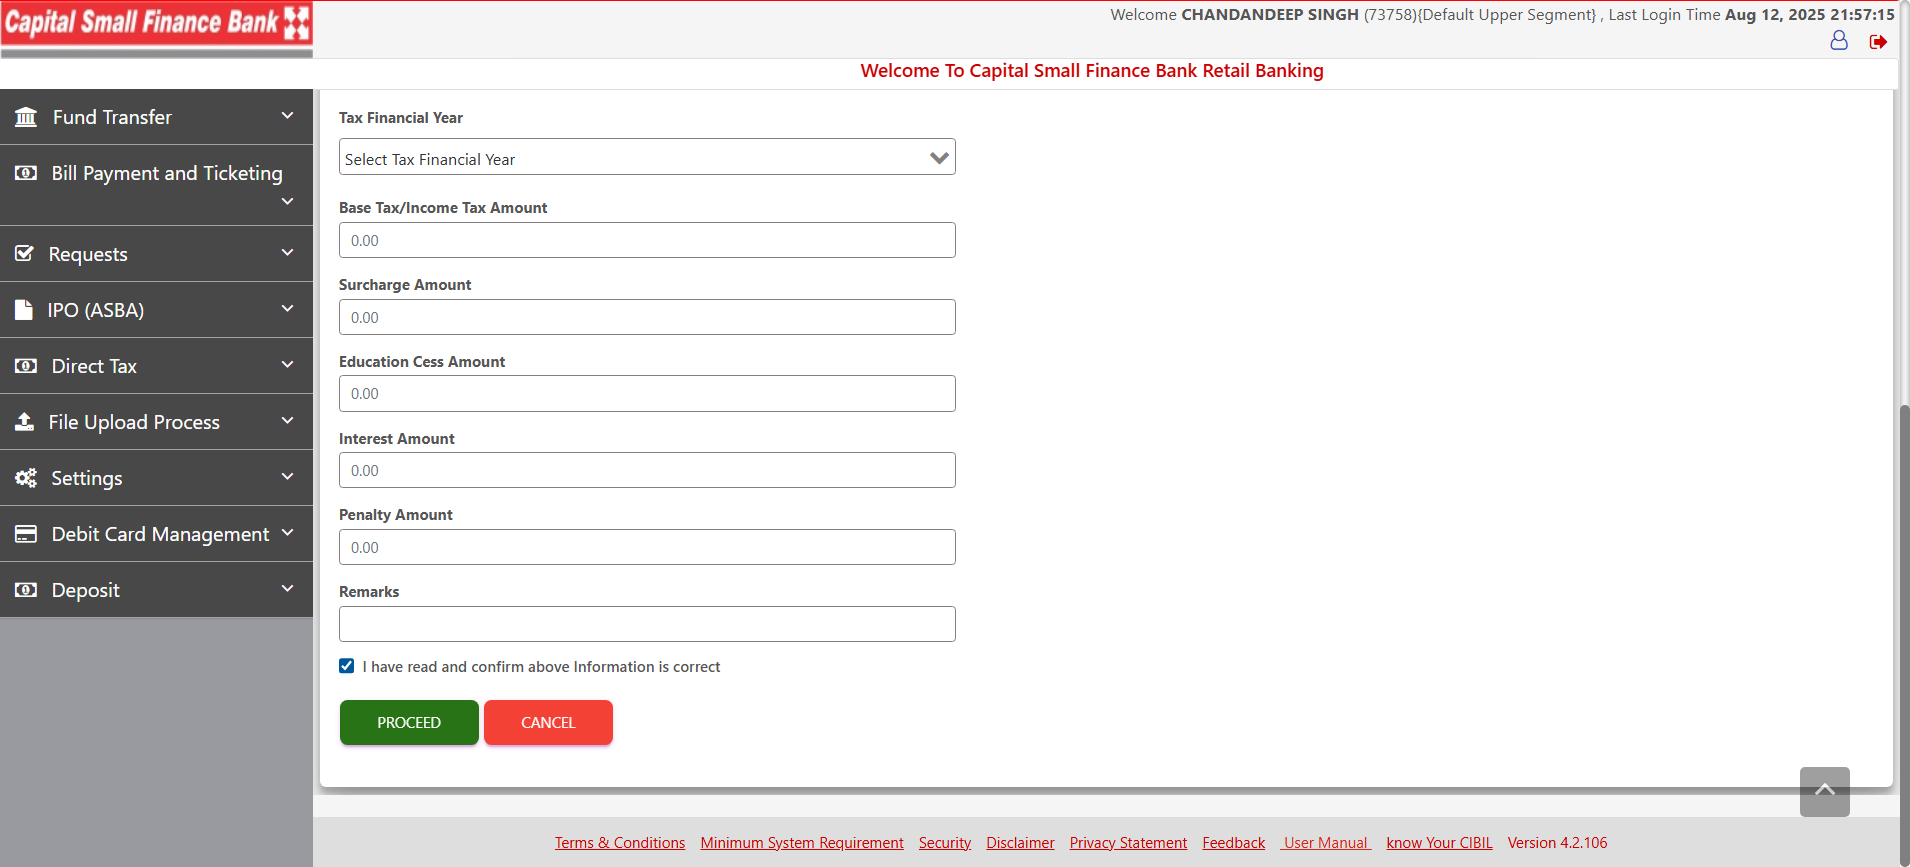 Capital Small Finance Bank
Welcome CHANDANDEEP SINGH (73758){Default Upper Segment} , Last Login Time Aug 12, 2025 21:57:15
Welcome To Capital Small Finance Bank Retail Banking
Fund Transfer
Bill Payment and Ticketing
Requests
IPO (ASBA)
Direct Tax
File Upload Process
Settings
Debit Card Management
Deposit
Tax Financial Year
Select Tax Financial Year
Base Tax/Income Tax Amount
0.00
Surcharge Amount
0.00
Education Cess Amount
0.00
Interest Amount
0.00
Penalty Amount
0.00
Remarks
I have read and confirm above Information is correct
PROCEED CANCEL
Terms & Conditions Minimum System Requirement Security Disclaimer Privacy Statement Feedback User Manual know Your CIBIL Version 4.2.106